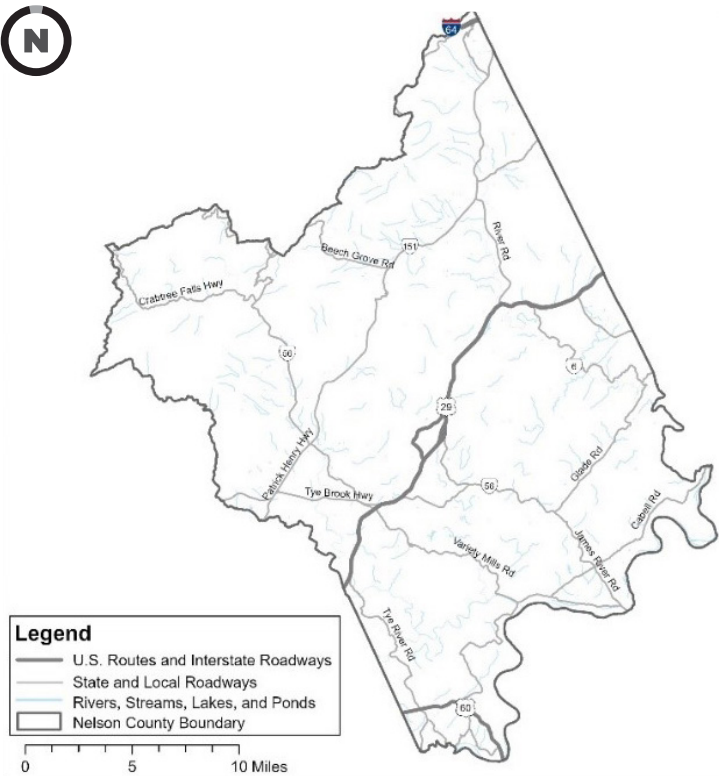 N
64
151
River Rd
Beech Grove Rd
Crabtree Falls Hwy
56
6
29
Patrick Henry Hwy
Tye Brook Hwy
56
Glade Rd
Cabell Rd
James River Rd
Variety Mills Rd
Tye River Rd
60
Legend
U.S. Routes and Interstate Roadways
State and Local Roadways
Rivers, Streams, Lakes, and Ponds
Nelson County Boundary
0 5 10 Miles